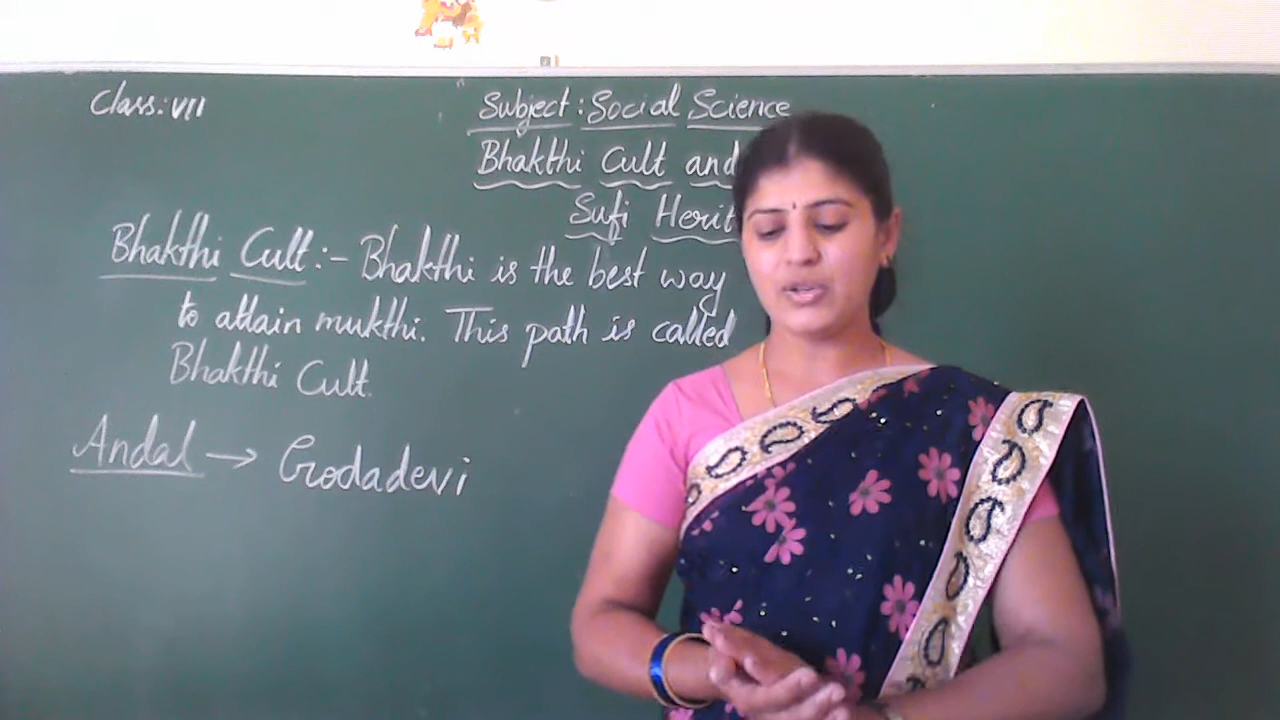 Class: VII
Subject: Social Science
Bhakthi Cult and
Sufi Herit
Bhakthi Cult :- Bhakthi is the best way
to attain mukthi. This path is called
Bhakthi Cult.
Andal → Godadevi